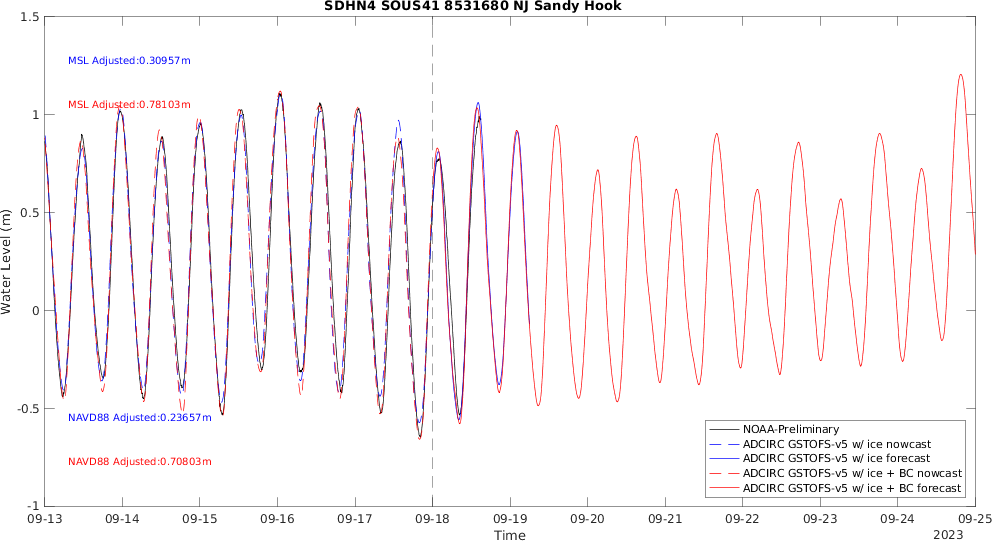 SDHN4 SOUS41 8531680 NJ Sandy Hook
1.5
1
0.5
0
-0.5
-1
Water Level (m)
MSL Adjusted:0.30957m
MSL Adjusted:0.78103m
NAVD88 Adjusted:0.23657m
NAVD88 Adjusted:0.70803m
NOAA-Preliminary
ADCIRC GSTOFS-v5 w/ ice nowcast
ADCIRC GSTOFS-v5 w/ ice forecast
ADCIRC GSTOFS-v5 w/ ice + BC nowcast
ADCIRC GSTOFS-v5 w/ ice + BC forecast
09-13 09-14 09-15 09-16 09-17 09-18 09-19 09-20 09-21 09-22 09-23 09-24 09-25
Time
2023